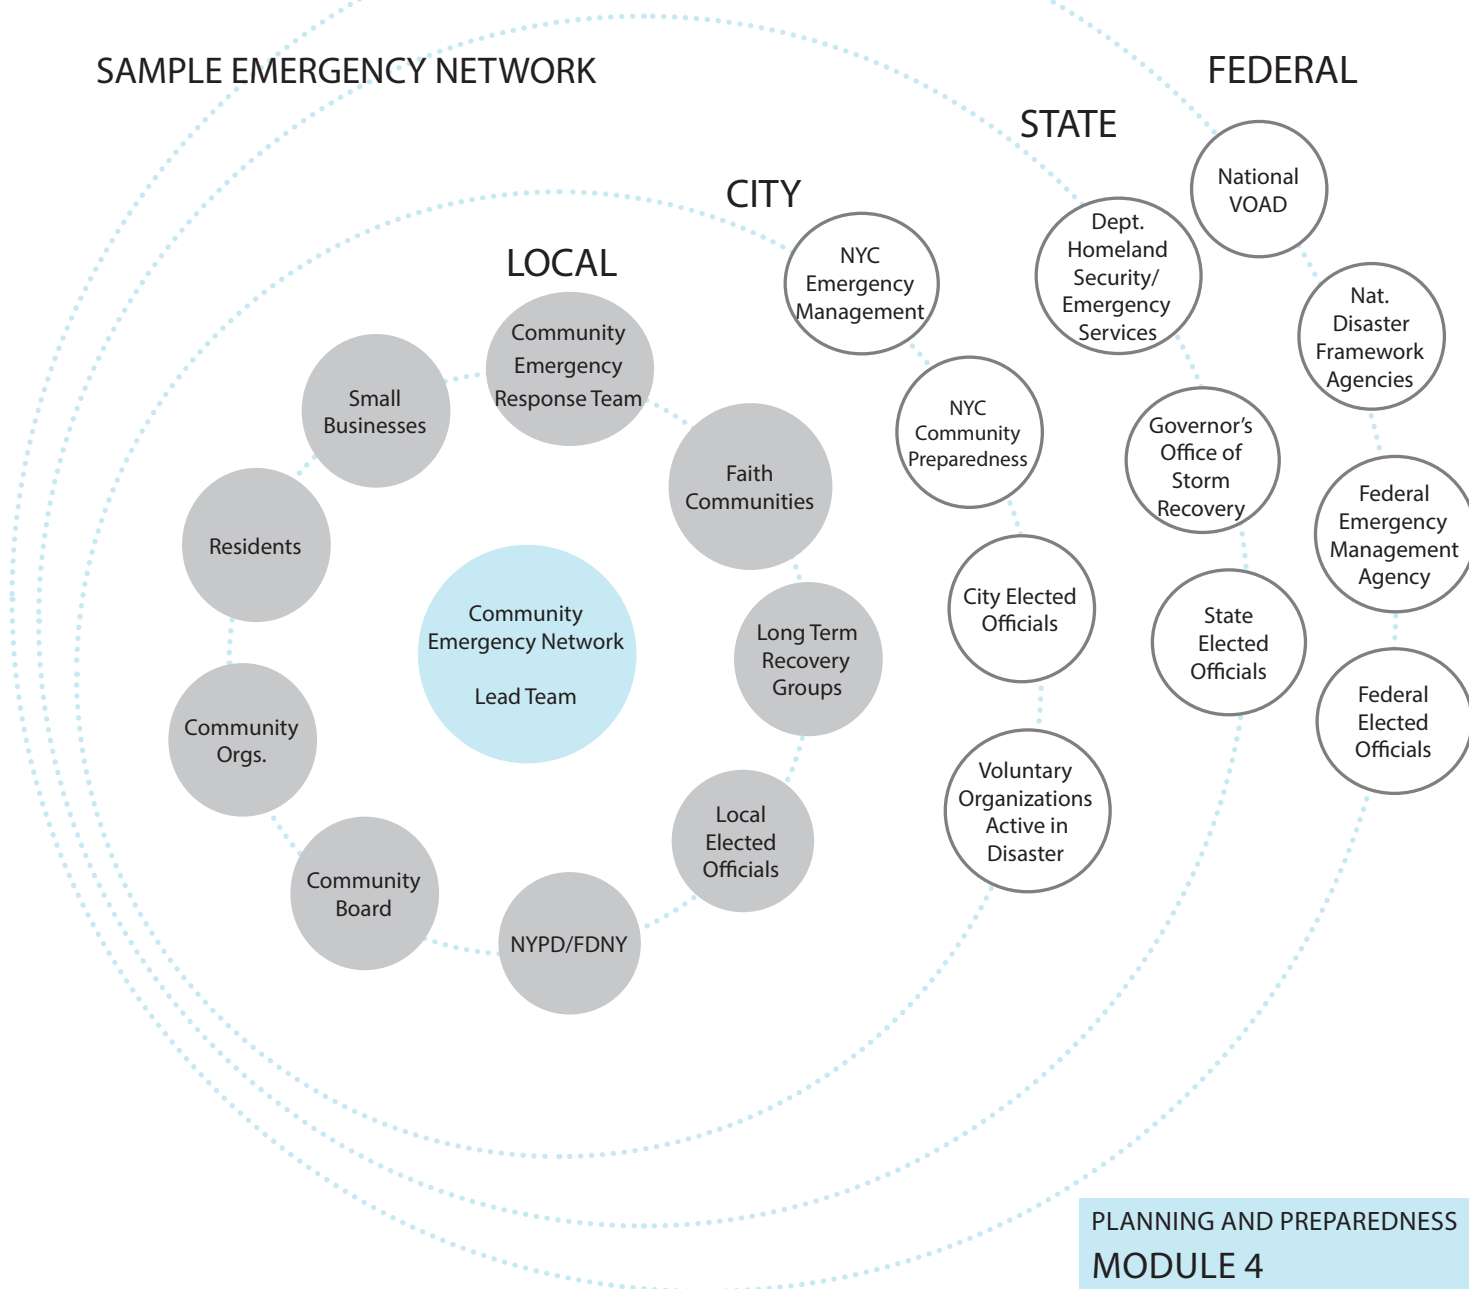 SAMPLE EMERGENCY NETWORK
FEDERAL
STATE
CITY
LOCAL
National
VOAD
Dept.
Homeland
Security/
Emergency
Services
NYC
Emergency
Management
Nat.
Disaster
Framework
Agencies
Community
Emergency
Response Team
Small
Businesses
NYC
Community
Preparedness
Governor's
Office of
Storm
Recovery
Faith
Communities
Federal
Emergency
Management
Agency
Residents
City Elected
Officials
Community
Emergency Network
Lead Team
Long Term
Recovery
Groups
State
Elected
Officials
Federal
Elected
Officials
Community
Orgs.
Voluntary
Organizations
Active in
Disaster
Local
Elected
Officials
Community
Board
NYPD/FDNY
PLANNING AND PREPAREDNESS
MODULE 4